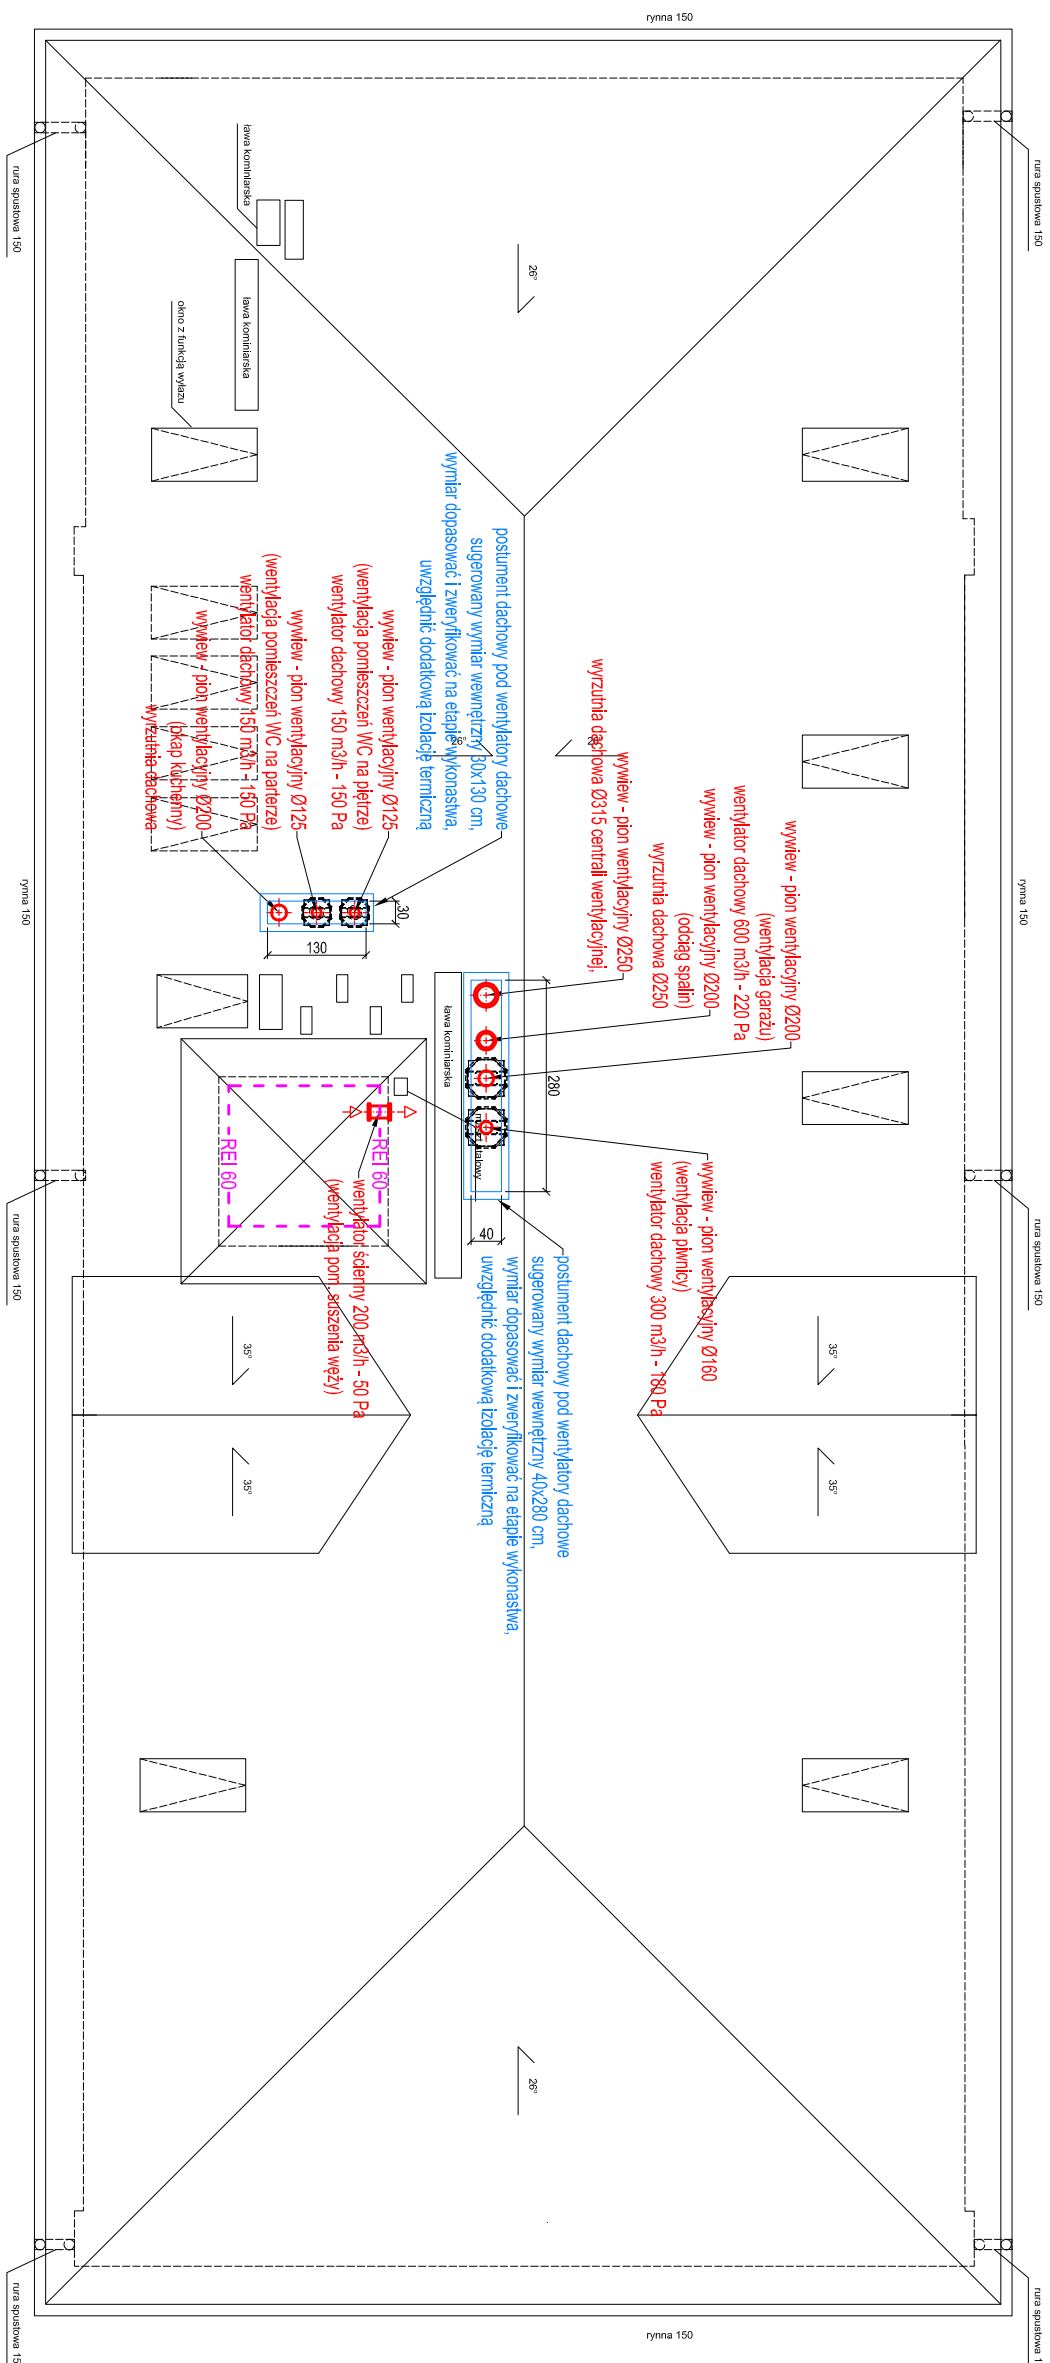 rynna 150
rura spustowa 150
rura spustowa 150
ława kominiarska
ława kominiarska
okno z funkcją wyłazu
26°
postument dachowy pod wentylatory dachowe
sugerowany wymiar wewnętrzny 30x130 cm,
wymiar dopasować i zweryfikować na etapie wykonastwa,
uwzględnić dodatkową izolację termiczną
wywiew - pion wentylacyjny Ø125
(wentylacja pomieszczeń WC na piętrze)
wentylator dachowy 150 m3/h - 150 Pa
wywiew - pion wentylacyjny Ø125
(wentylacja pomieszczeń WC na parterze)
wentylator dachowy 150 m3/h - 150 Pa
wywiew - pion wentylacyjny Ø200
(okap kuchenny)
wyrzutnia dachowa
26°
26°
30
130
wywiew - pion wentylacyjny Ø200
(wentylacja garażu)
wentylator dachowy 600 m3/h - 220 Pa
wywiew - pion wentylacyjny Ø200
(odciąg spalin)
wyrzutnia dachowa Ø250
wywiew - pion wentylacyjny Ø250
wyrzutnia dachowa Ø315 centrali wentylacyjnej,
rynna 150
rynna 150
ława kominiarska
280
40
wywiew - pion wentylacyjny Ø160
(wentylacja piwnicy)
wentylator dachowy 300 m3/h - 180 Pa
REI 60
REI 60
wentylator ścienny 200 m3/h - 50 Pa
(wentylacja pom. suszenia węży)
postument dachowy pod wentylatory dachowe
sugerowany wymiar wewnętrzny 40x280 cm,
wymiar dopasować i zweryfikować na etapie wykonastwa,
uwzględnić dodatkową izolację termiczną
rura spustowa 150
rura spustowa 150
35°
35°
35°
35°
26°
rura spustowa 15
rura spustowa 1
rynna 150